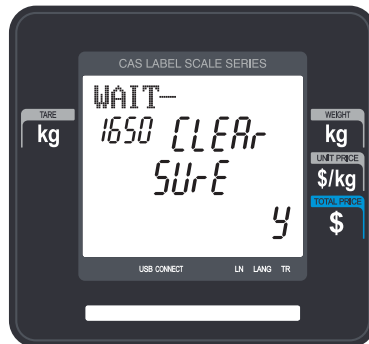 CAS LABEL SCALE SERIES
WAIT-
TARE
kg
1650 CLEAr
SUrE
y
WEIGHT
kg
UNIT PRICE
$/kg
TOTAL PRICE
$
USB CONNECT LN LANG TR